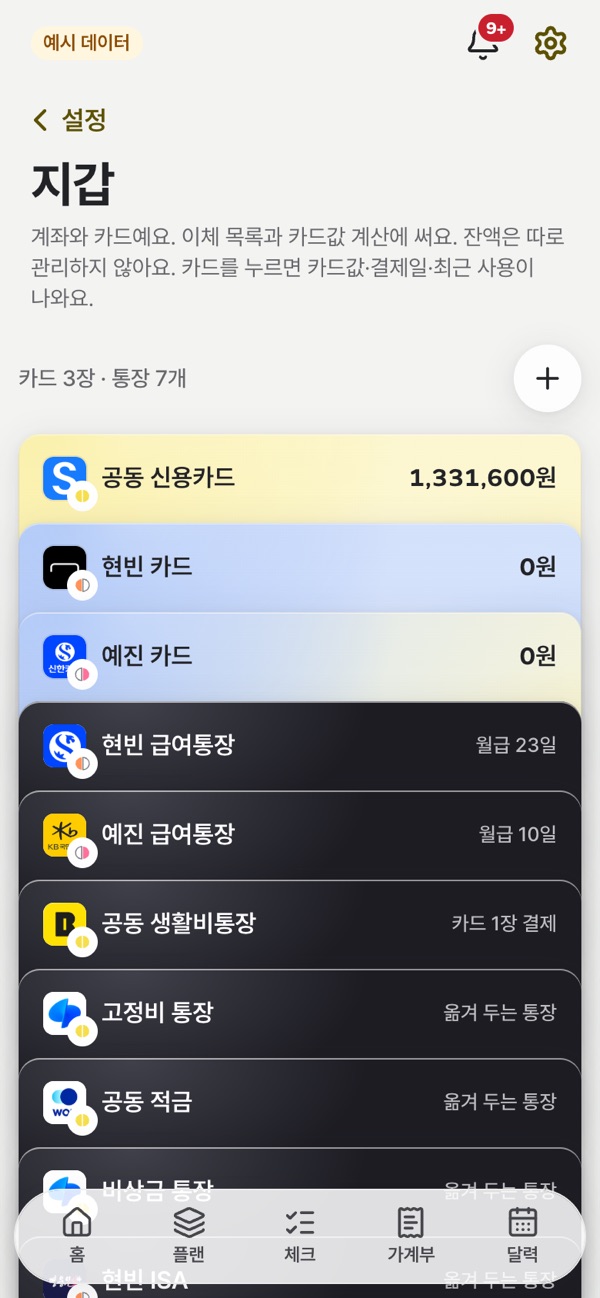 예시 데이터
9+
설정
지갑
계좌와 카드예요. 이체 목록과 카드값 계산에 써요. 잔액은 따로
관리하지 않아요. 카드를 누르면 카드값·결제일·최근 사용이
나와요.
카드 3장 · 통장 7개
공동 신용카드 1,331,600원
현빈 카드 0원
예진 카드 0원
현빈 급여통장 월급 23일
예진 급여통장 월급 10일
공동 생활비통장 카드 1장 결제
고정비 통장 옮겨 두는 통장
공동 적금 옮겨 두는 통장
비상금 통장 옮겨 두는 통장
홈 플랜 체크 가계부 달력
현빈 ISA 옮겨 두는 통장